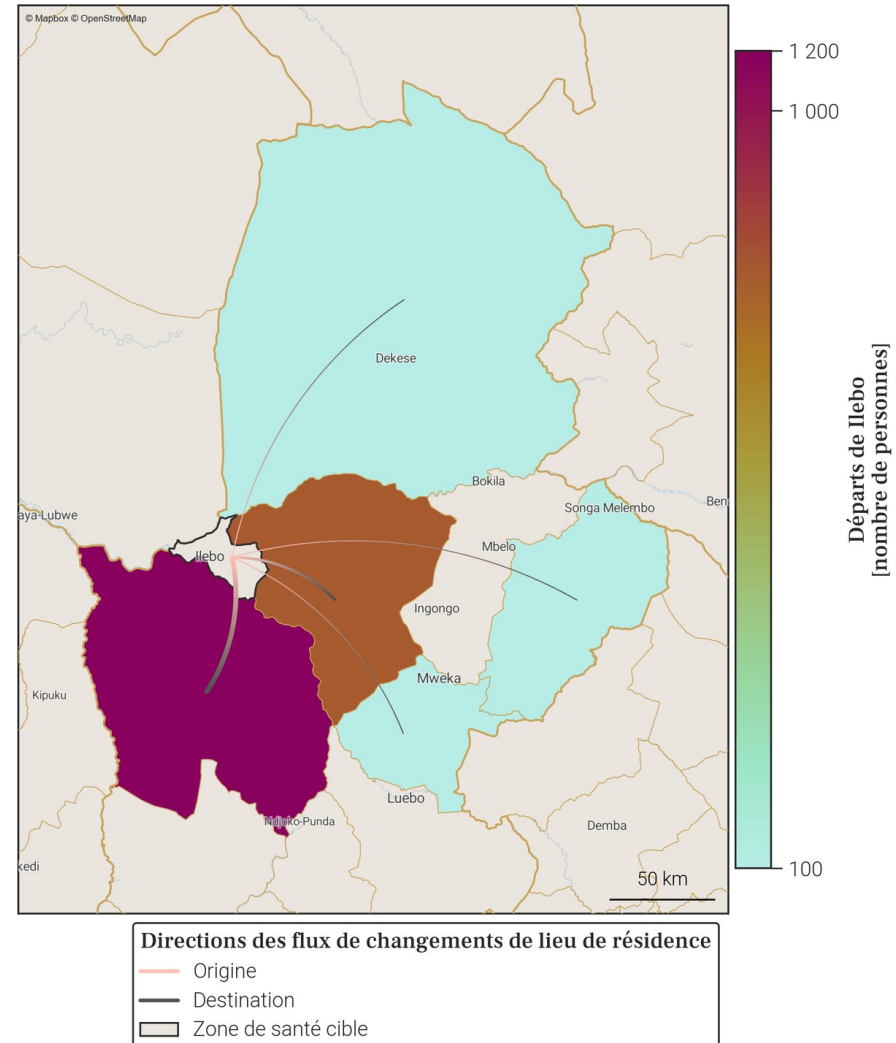 © Mapbox © OpenStreetMap
1 200
1 000
Dekese
Bokila
Songa Melembo
Ben
aya-Lubwe
Mbelo
Ilebo
Ingongo
Mweka
Kipuku
Luebo
Ndjoko-Punda
Demba
kedi
50 km
100
Départs de Ilebo
[nombre de personnes]
Directions des flux de changements de lieu de résidence
Origine
Destination
Zone de santé cible